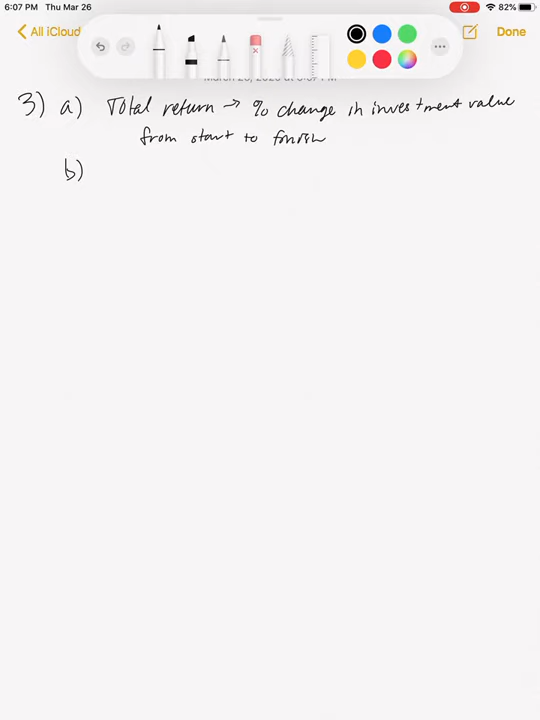 6:07 PM Thu Mar 26 82%
All iCloud Done
3) a) Total return → % change in investment value
from start to finish
b)